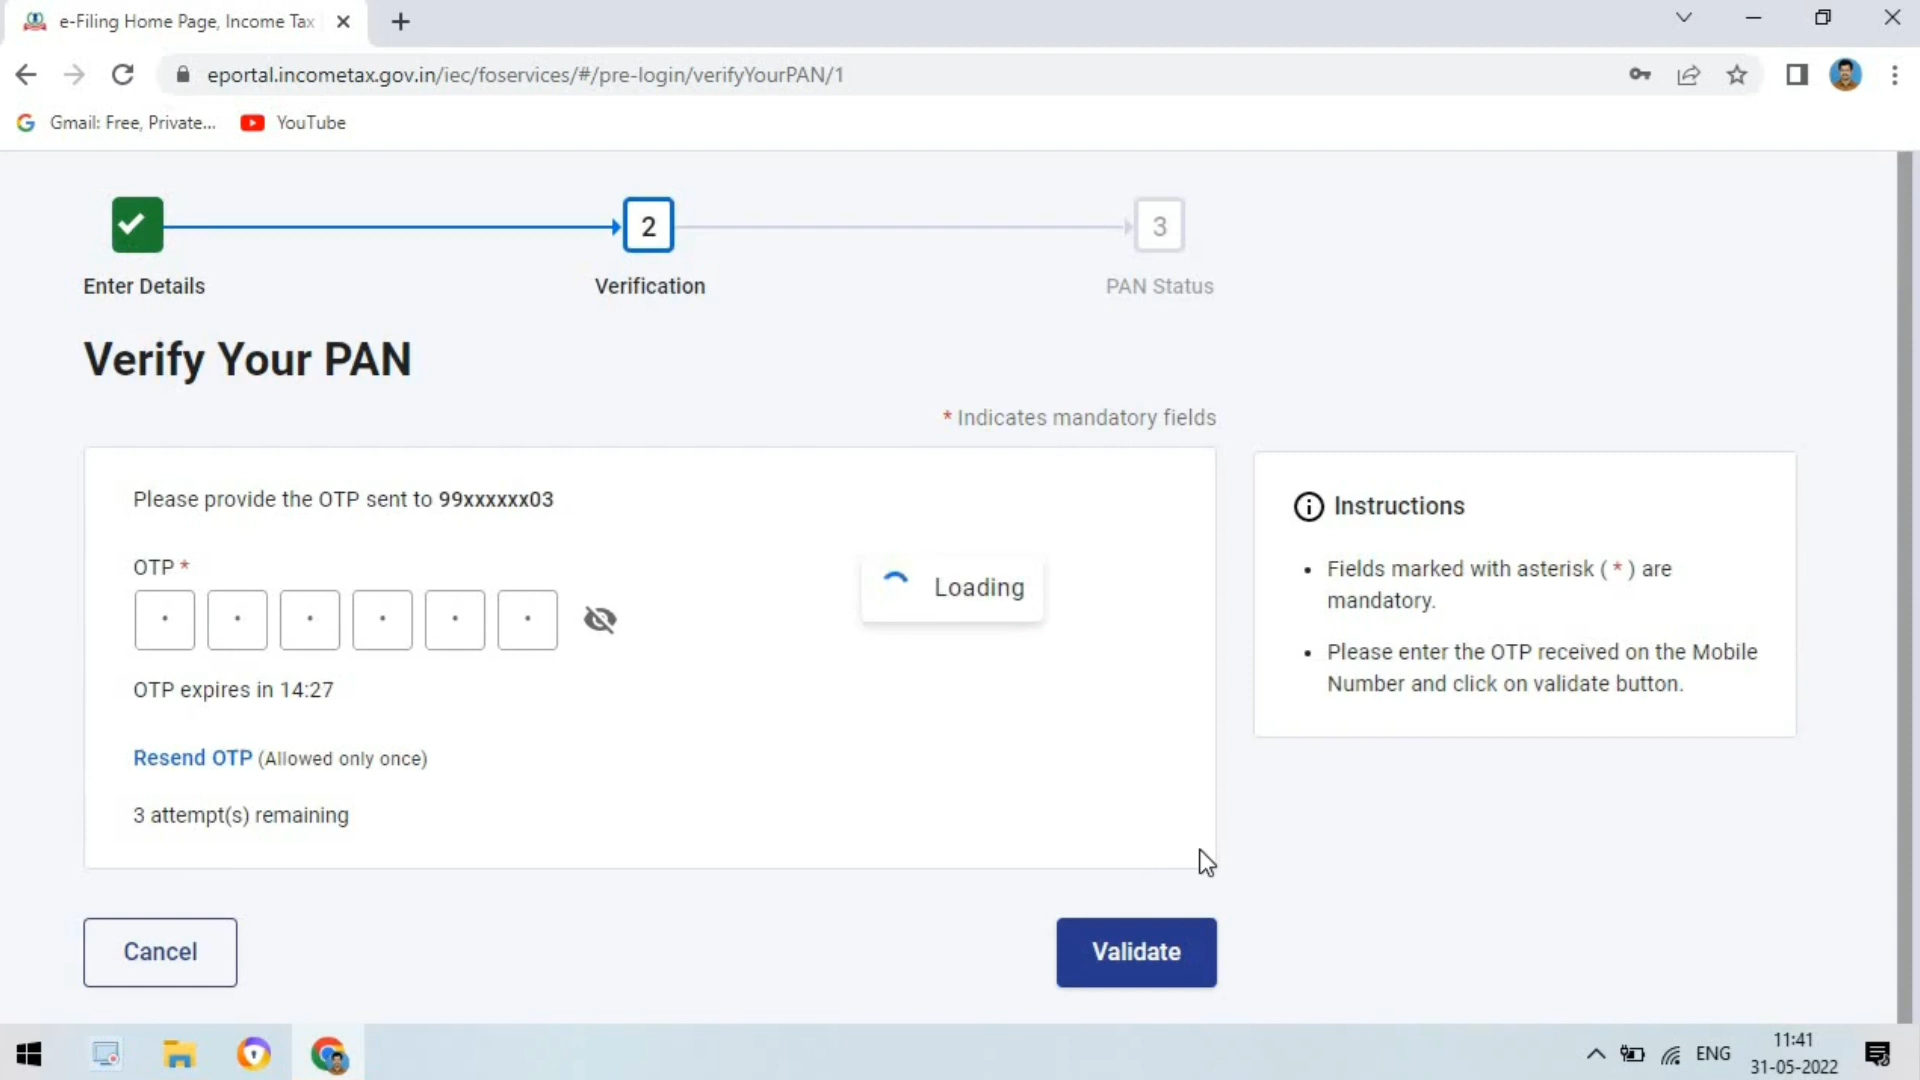 e-Filing Home Page, Income Tax
eportal.incometax.gov.in/iec/foservices/#/pre-login/verifyYourPAN/1
Gmail: Free, Private...
YouTube
2
3
Enter Details
Verification
PAN Status
Verify Your PAN
* Indicates mandatory fields
Please provide the OTP sent to 99xxxxxx03
OTP *
OTP expires in 14:27
Resend OTP (Allowed only once)
3 attempt(s) remaining
Loading
Instructions
• Fields marked with asterisk ( * ) are
mandatory.
• Please enter the OTP received on the Mobile
Number and click on validate button.
Cancel
Validate
ENG
11:41
31-05-2022